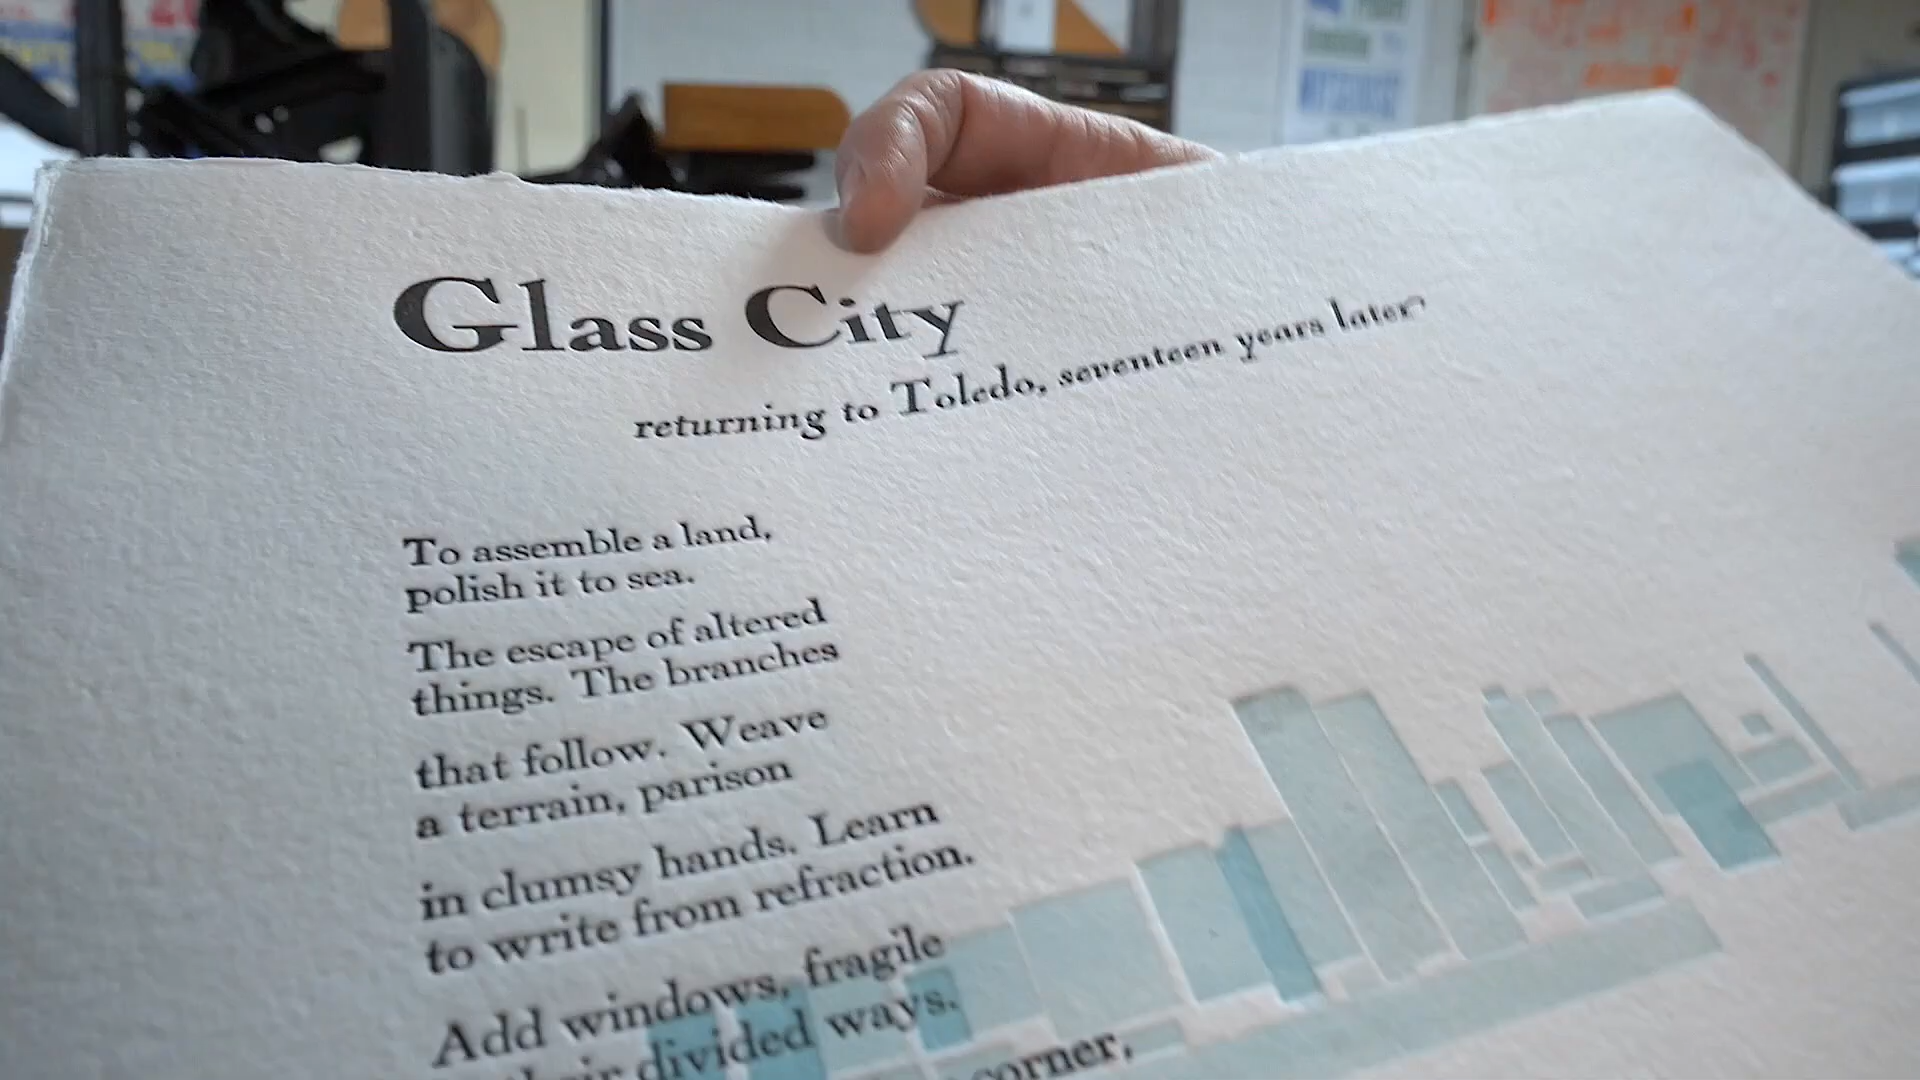 Glass City
returning to Toledo, seventeen years later
To assemble a land,
polish it to sea.
The escape of altered
things. The branches
that follow. Weave
a terrain, parison
in clumsy hands. Learn
to write from refraction.
Add windows, fragile
their divided ways.
corner,